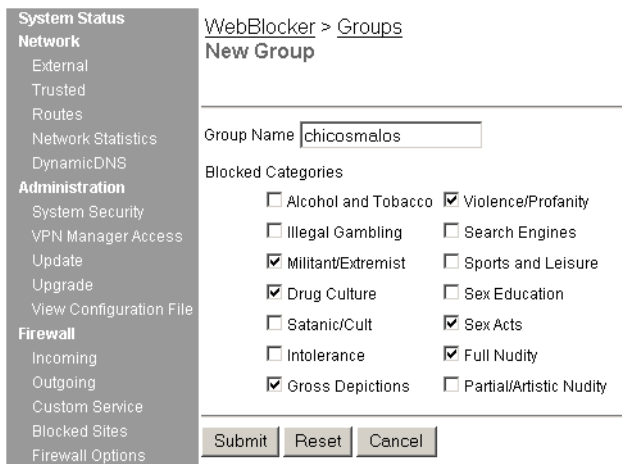 System Status
Network
External
Trusted
Routes
Network Statistics
DynamicDNS
Administration
System Security
VPN Manager Access
Update
Upgrade
View Configuration File
Firewall
Incoming
Outgoing
Custom Service
Blocked Sites
Firewall Options
WebBlocker > Groups
New Group
Group Name chicosmalos
Blocked Categories
Alcohol and Tobacco Violence/Profanity
Illegal Gambling Search Engines
Militant/Extremist Sports and Leisure
Drug Culture Sex Education
Satanic/Cult Sex Acts
Intolerance Full Nudity
Gross Depictions Partial/Artistic Nudity
Submit Reset Cancel